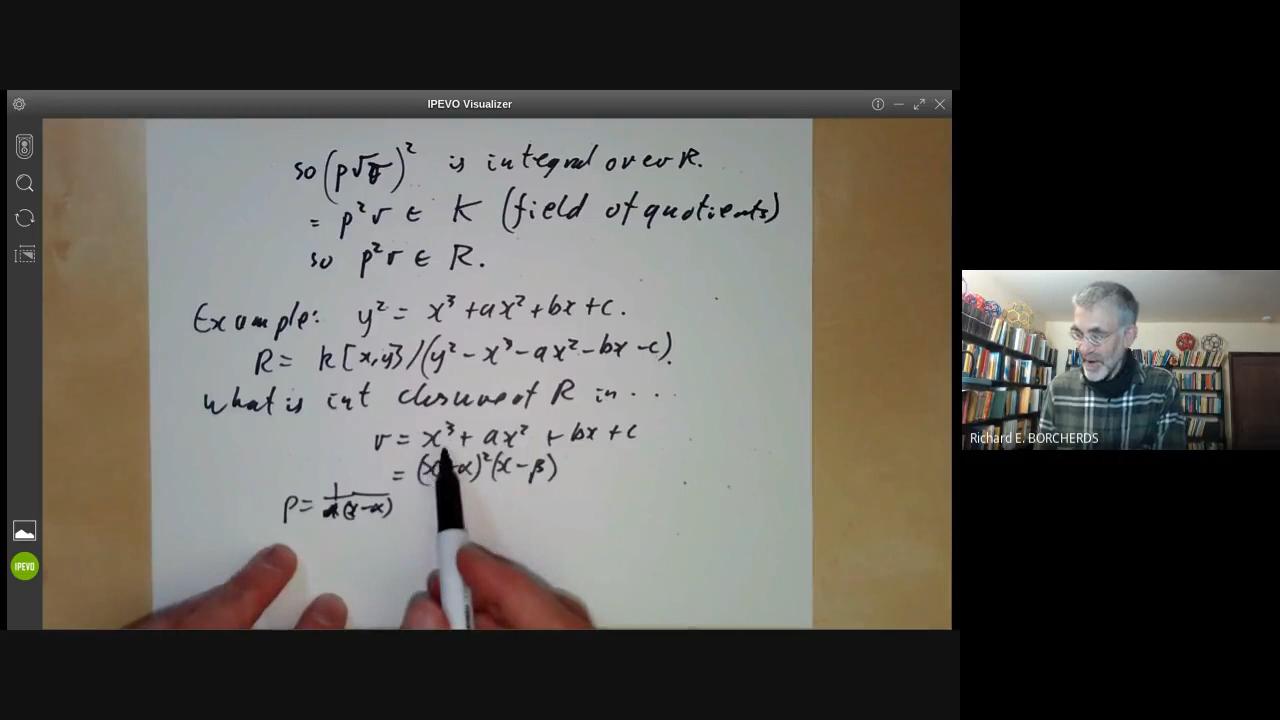 IPEVO Visualizer
so (p√r)² is integral over R.
= p²r ∈ K (field of quotients)
so p²r ∈ R.
Example: y² = x³ + ax² + bx + c.
R = k[x,y]/(y² - x³ - ax² - bx - c).
What is int closure of R in . . .
r = x³ + ax² + bx + c
= (x-α)²(x-β)
p = 1/(x-α)
IPEVO
Richard E. BORCHERDS